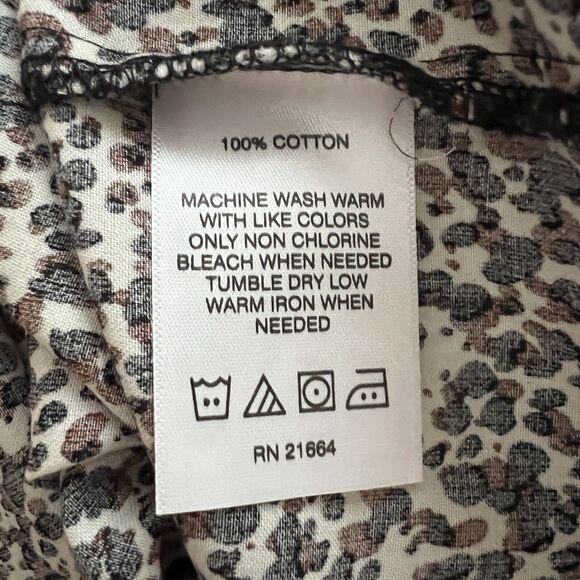 100% COTTON
MACHINE WASH WARM
WITH LIKE COLORS
ONLY NON CHLORINE
BLEACH WHEN NEEDED
TUMBLE DRY LOW
WARM IRON WHEN
NEEDED
RN 21664